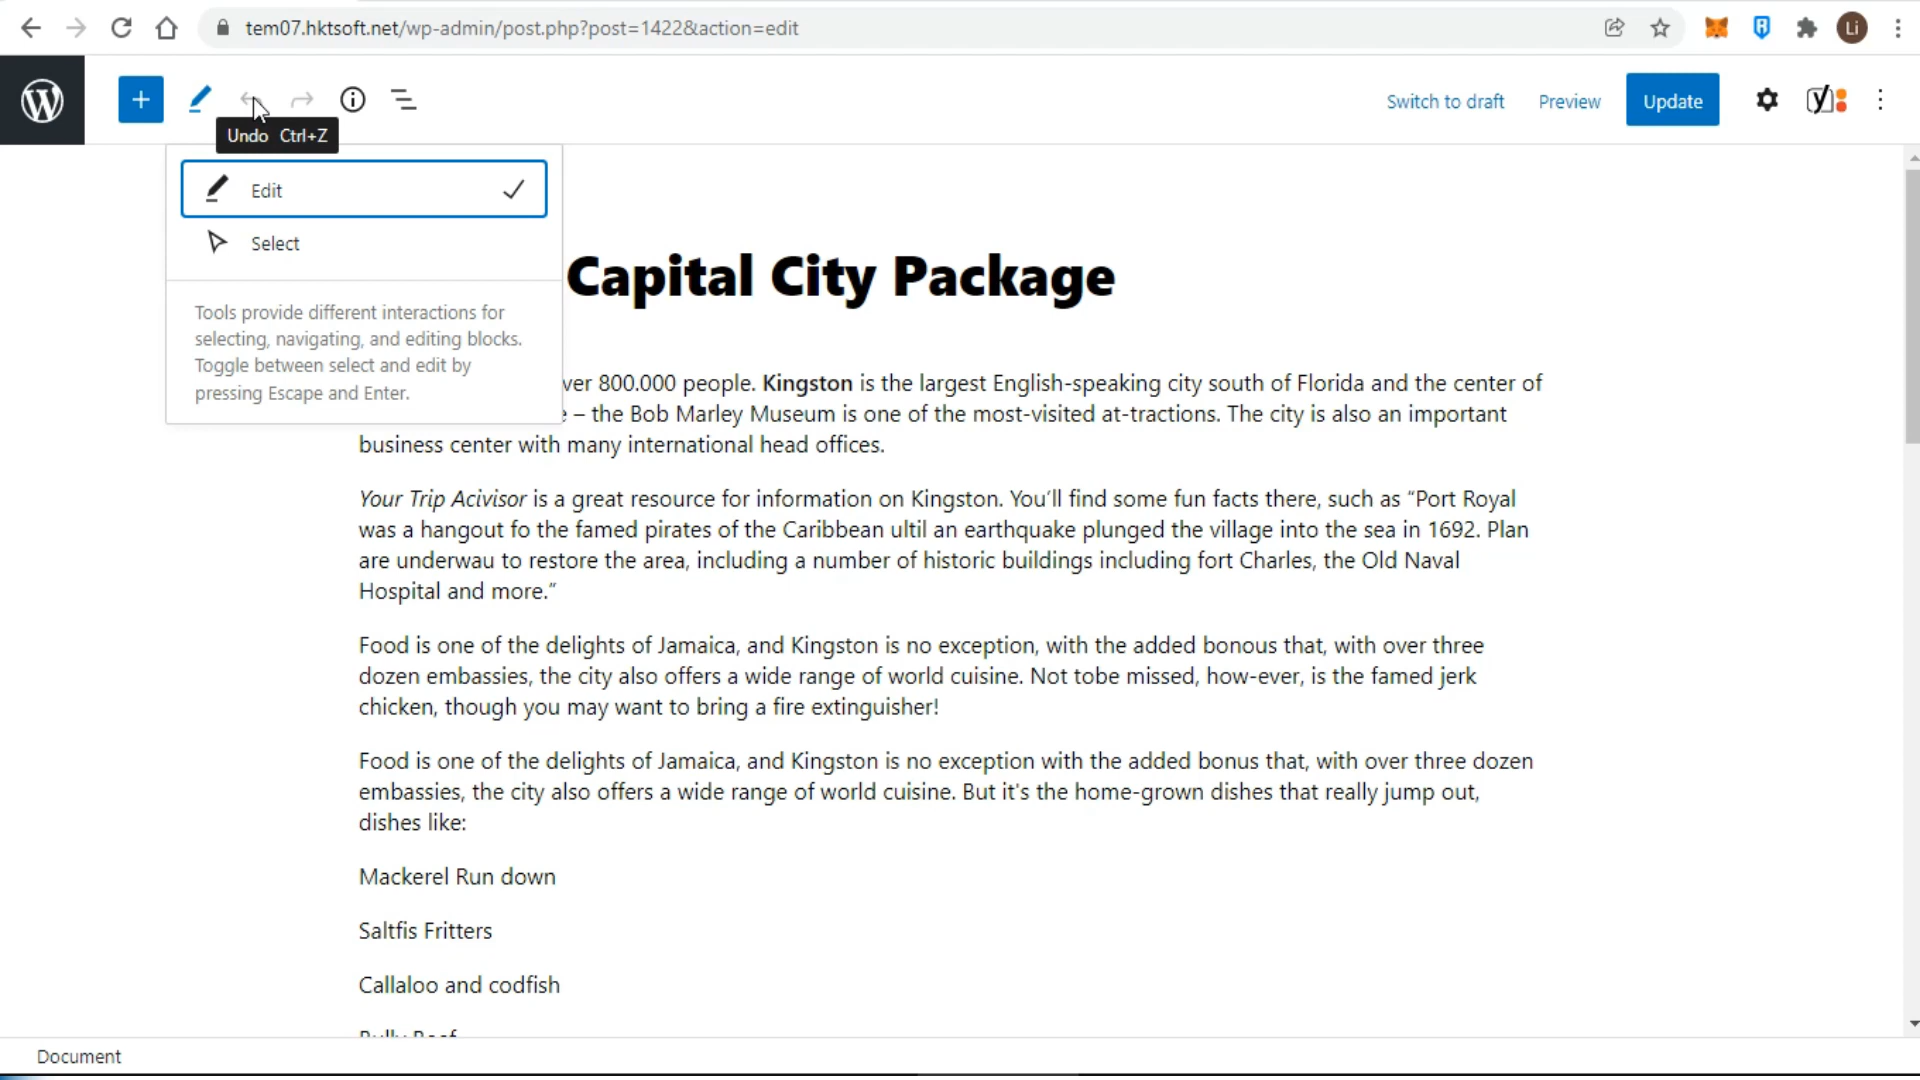 tem07.hktsoft.net/wp-admin/post.php?post=1422&action=edit
Li
Switch to draft
Preview
Update
Undo Ctrl+Z
Edit
Select
Tools provide different interactions for
selecting, navigating, and editing blocks.
Toggle between select and edit by
pressing Escape and Enter.
Capital City Package
ver 800.000 people. Kingston is the largest English-speaking city south of Florida and the center of
e – the Bob Marley Museum is one of the most-visited at-tractions. The city is also an important
business center with many international head offices.
Your Trip Acivisor is a great resource for information on Kingston. You’ll find some fun facts there, such as “Port Royal
was a hangout fo the famed pirates of the Caribbean ultil an earthquake plunged the village into the sea in 1692. Plan
are underwau to restore the area, including a number of historic buildings including fort Charles, the Old Naval
Hospital and more.”
Food is one of the delights of Jamaica, and Kingston is no exception, with the added bonous that, with over three
dozen embassies, the city also offers a wide range of world cuisine. Not tobe missed, how-ever, is the famed jerk
chicken, though you may want to bring a fire extinguisher!
Food is one of the delights of Jamaica, and Kingston is no exception with the added bonus that, with over three dozen
embassies, the city also offers a wide range of world cuisine. But it's the home-grown dishes that really jump out,
dishes like:
Mackerel Run down
Saltfis Fritters
Callaloo and codfish
Document